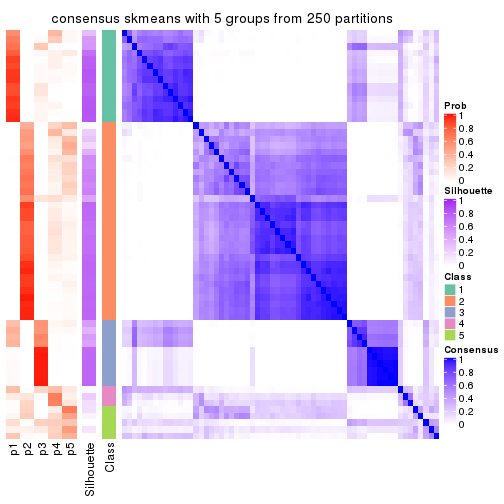 consensus skmeans with 5 groups from 250 partitions
Prob
1
0.8
0.6
0.4
0.2
0
Silhouette
1
0.8
0.6
0.4
0.2
0
Class
1
2
3
4
5
Consensus
1
0.8
0.6
0.4
0.2
0
p1
p2
p3
p4
p5
Silhouette
Class